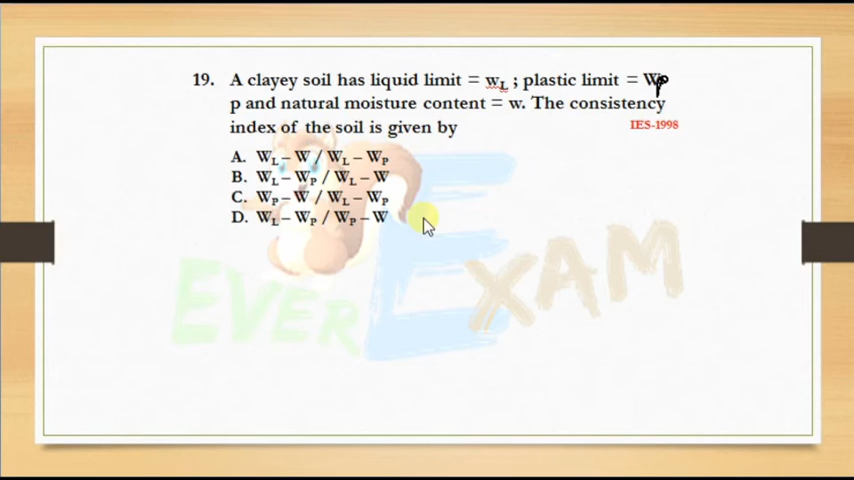 19. A clayey soil has liquid limit = wL ; plastic limit = Wp
p and natural moisture content = w. The consistency
index of the soil is given by
IES-1998
A. WL – W / WL – WP
B. WL – WP / WL – W
C. WP – W / WL – WP
D. WL – WP / WP – W
EVER EXAM